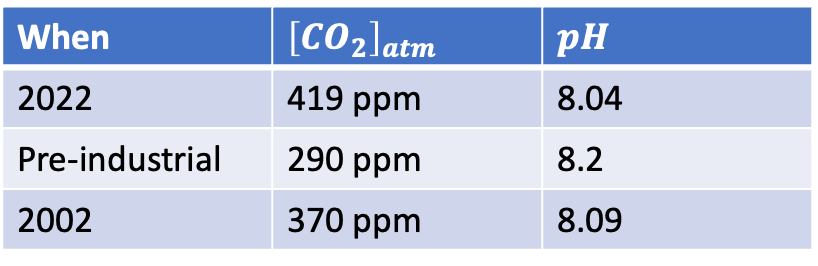 When [CO₂]atm pH
2022 419 ppm 8.04
Pre-industrial 290 ppm 8.2
2002 370 ppm 8.09